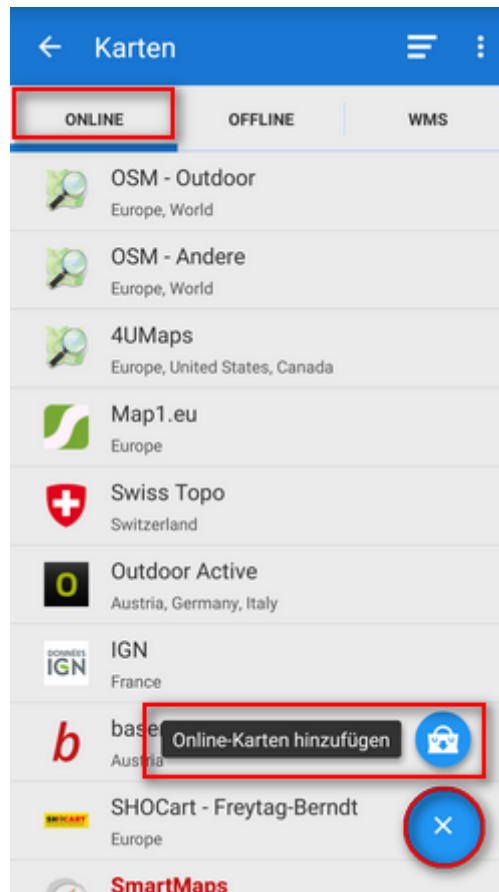 Karten
ONLINE OFFLINE WMS
OSM - Outdoor
Europe, World
OSM - Andere
Europe, World
4UMaps
Europe, United States, Canada
Map1.eu
Europe
Swiss Topo
Switzerland
O
Outdoor Active
Austria, Germany, Italy
DONNÉES
IGN
IGN
France
b
Online-Karten hinzufügen
Austria
SHOCART
SHOCart - Freytag-Berndt
Europe
SmartMaps